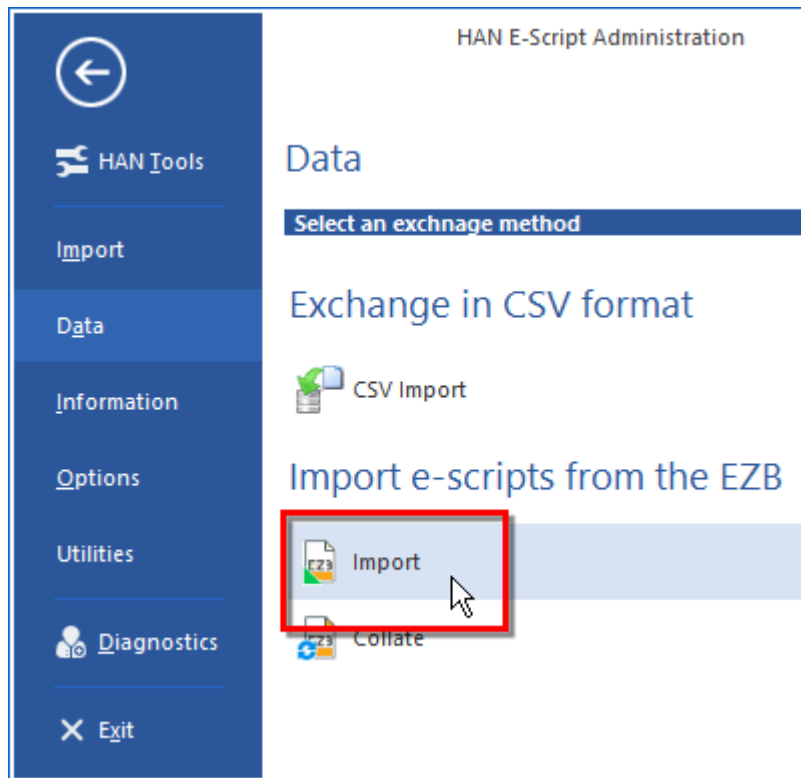 HAN E-Script Administration
HAN Tools
Import
Data
Information
Options
Utilities
Diagnostics
Exit
Data
Select an exchnage method
Exchange in CSV format
CSV Import
Import e-scripts from the EZB
EZB
Import
EZB
Collate